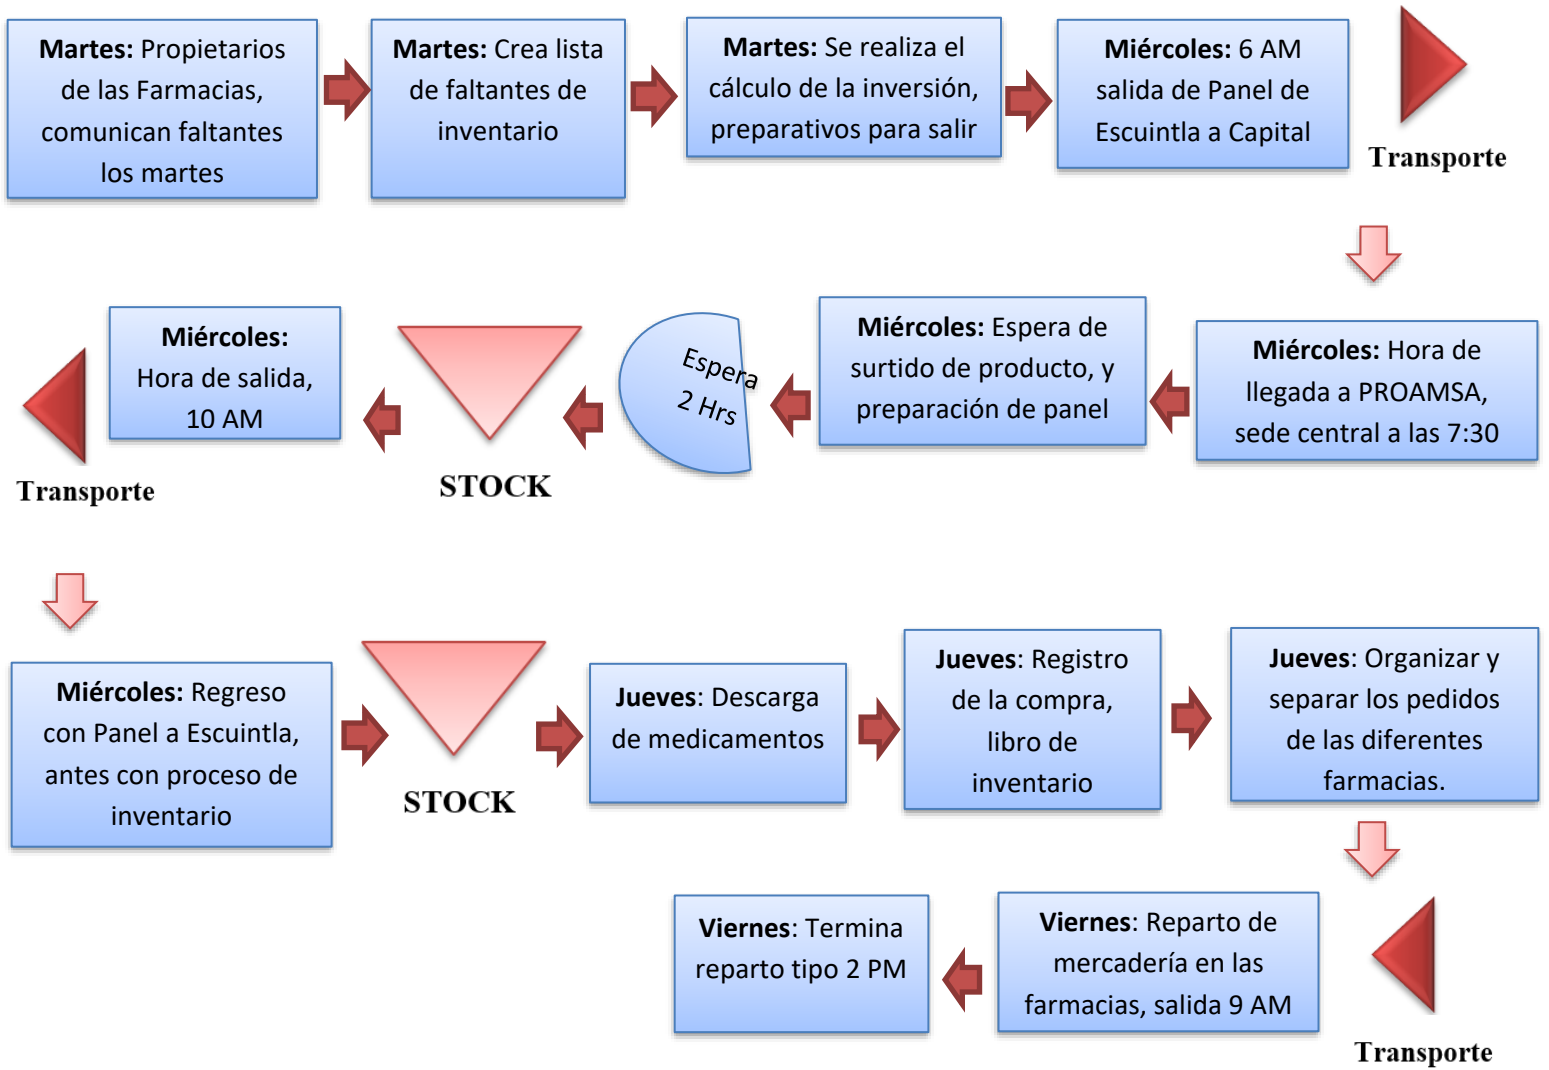 Martes: Propietarios
de las Farmacias,
comunican faltantes
los martes
Martes: Crea lista
de faltantes de
inventario
Martes: Se realiza el
cálculo de la inversión,
preparativos para salir
Miércoles: 6 AM
salida de Panel de
Escuintla a Capital
Transporte
Miércoles: Hora de
llegada a PROAMSA,
sede central a las 7:30
Miércoles: Espera de
surtido de producto, y
preparación de panel
Espera
2 Hrs
STOCK
Miércoles:
Hora de salida,
10 AM
Transporte
Miércoles: Regreso
con Panel a Escuintla,
antes con proceso de
inventario
STOCK
Jueves: Descarga
de medicamentos
Jueves: Registro
de la compra,
libro de
inventario
Jueves: Organizar y
separar los pedidos
de las diferentes
farmacias.
Transporte
Viernes: Reparto de
mercadería en las
farmacias, salida 9 AM
Viernes: Termina
reparto tipo 2 PM